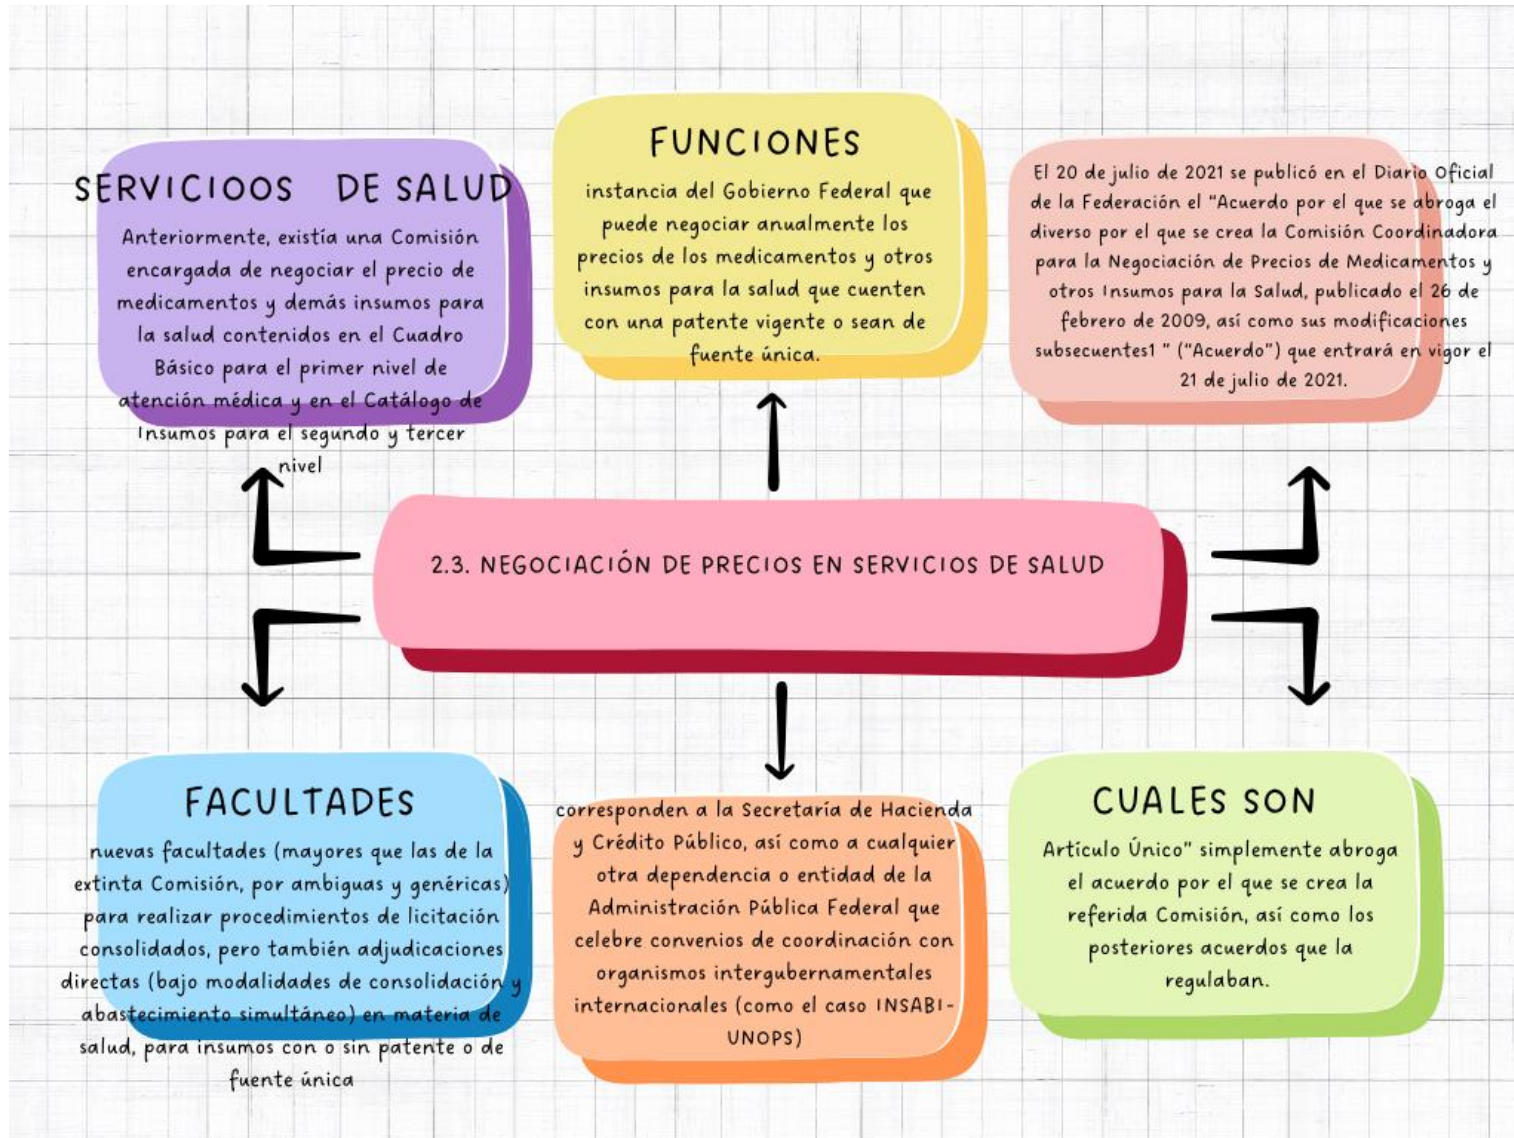 SERVICIOOS DE SALUD
Anteriormente, existía una Comisión
encargada de negociar el precio de
medicamentos y demás insumos para
la salud contenidos en el Cuadro
Básico para el primer nivel de
atención médica y en el Catálogo de
Insumos para el segundo y tercer
nivel
FUNCIONES
instancia del Gobierno Federal que
puede negociar anualmente los
precios de los medicamentos y otros
insumos para la salud que cuenten
con una patente vigente o sean de
fuente única.
El 20 de julio de 2021 se publicó en el Diario Oficial
de la Federación el "Acuerdo por el que se abroga el
diverso por el que se crea la Comisión Coordinadora
para la Negociación de Precios de Medicamentos y
otros Insumos para la Salud, publicado el 26 de
febrero de 2009, así como sus modificaciones
subsecuentes1 " ("Acuerdo") que entrará en vigor el
21 de julio de 2021.
2.3. NEGOCIACIÓN DE PRECIOS EN SERVICIOS DE SALUD
FACULTADES
nuevas facultades (mayores que las de la
extinta Comisión, por ambiguas y genéricas)
para realizar procedimientos de licitación
consolidados, pero también adjudicaciones
directas (bajo modalidades de consolidación y
abastecimiento simultáneo) en materia de
salud, para insumos con o sin patente o de
fuente única
corresponden a la Secretaría de Hacienda
y Crédito Público, así como a cualquier
otra dependencia o entidad de la
Administración Pública Federal que
celebre convenios de coordinación con
organismos intergubernamentales
internacionales (como el caso INSABI-
UNOPS)
CUALES SON
Artículo Único" simplemente abroga
el acuerdo por el que se crea la
referida Comisión, así como los
posteriores acuerdos que la
regulaban.